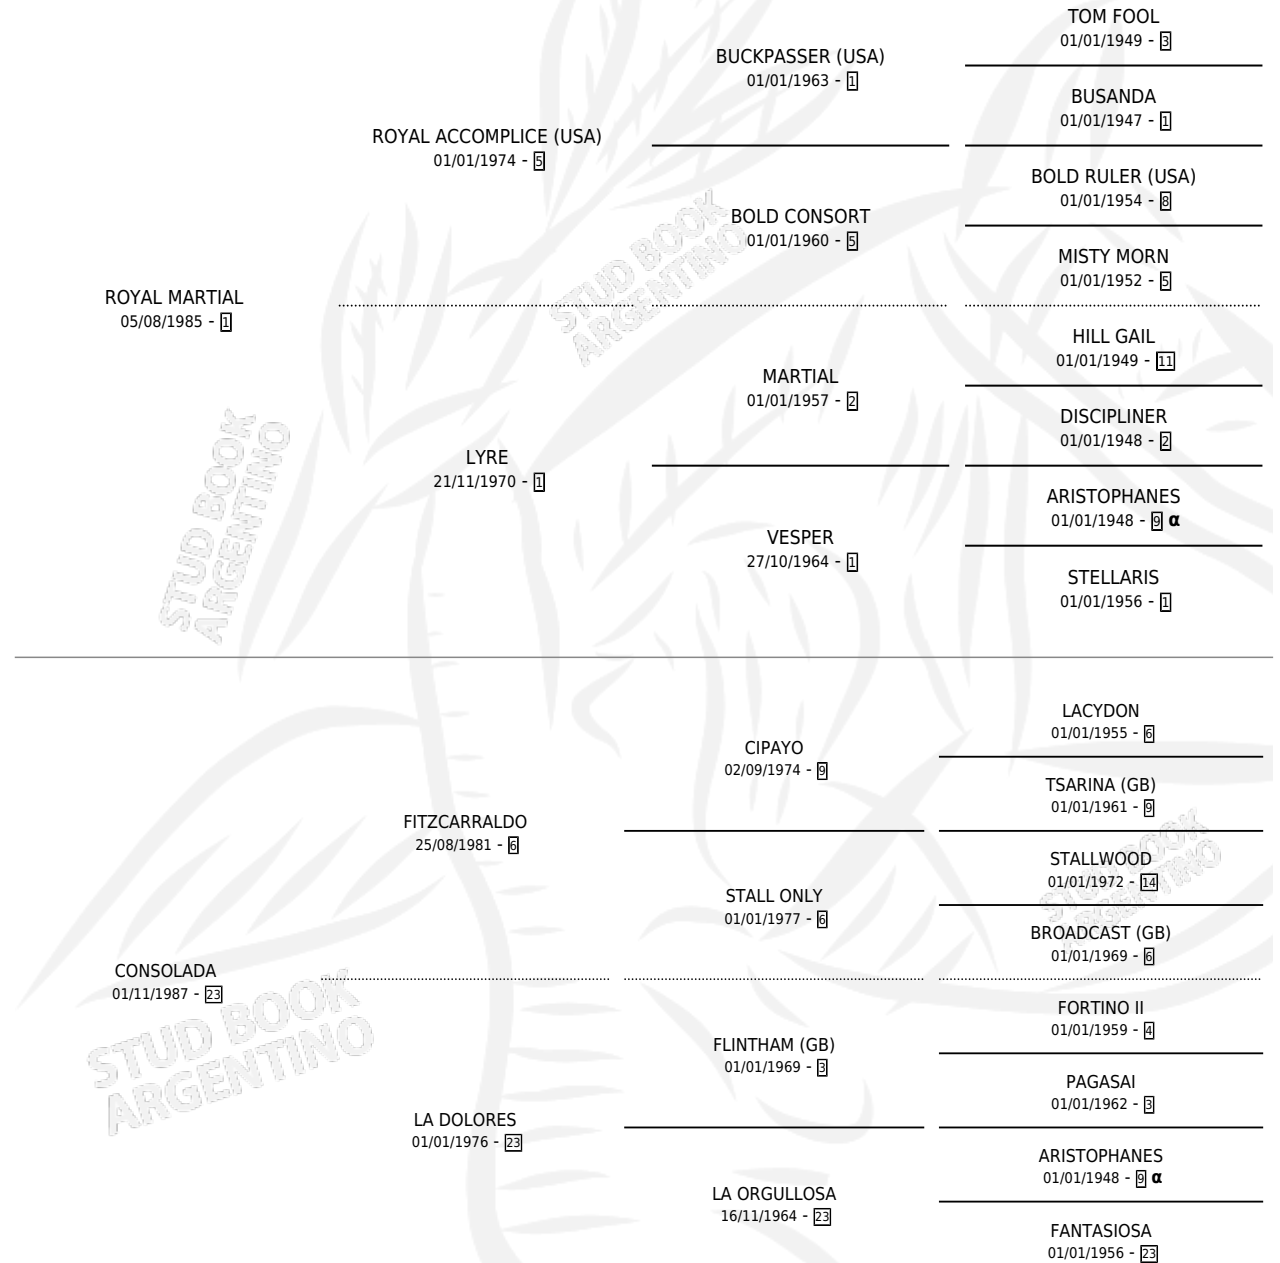 TOM FOOL
01/01/1949 - 3
BUCKPASSER (USA)
01/01/1963 - 1
BUSANDA
01/01/1947 - 1
ROYAL ACCOMPLICE (USA)
01/01/1974 - 5
BOLD RULER (USA)
01/01/1954 - 8
BOLD CONSORT
01/01/1960 - 5
MISTY MORN
01/01/1952 - 5
ROYAL MARTIAL
05/08/1985 - 1
HILL GAIL
01/01/1949 - 11
MARTIAL
01/01/1957 - 2
DISCIPLINER
01/01/1948 - 2
LYRE
21/11/1970 - 1
ARISTOPHANES
01/01/1948 - 9 α
VESPER
27/10/1964 - 1
STELLARIS
01/01/1956 - 1
LACYDON
01/01/1955 - 6
CIPAYO
02/09/1974 - 9
TSARINA (GB)
01/01/1961 - 9
FITZCARRALDO
25/08/1981 - 6
STALLWOOD
01/01/1972 - 14
STALL ONLY
01/01/1977 - 6
BROADCAST (GB)
01/01/1969 - 6
CONSOLADA
01/11/1987 - 23
FORTINO II
01/01/1959 - 4
FLINTHAM (GB)
01/01/1969 - 3
PAGASAI
01/01/1962 - 3
LA DOLORES
01/01/1976 - 23
ARISTOPHANES
01/01/1948 - 9 α
LA ORGULLOSA
16/11/1964 - 23
FANTASIOSA
01/01/1956 - 23
STUD BOOK
ARGENTINO
STUD BOOK
ARGENTINO
STUD BOOK
ARGENTINO
STUD BOOK
ARGENTINO